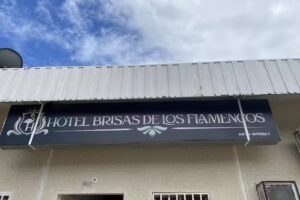 HOTEL BRISAS DE LOS FLAMENCOS